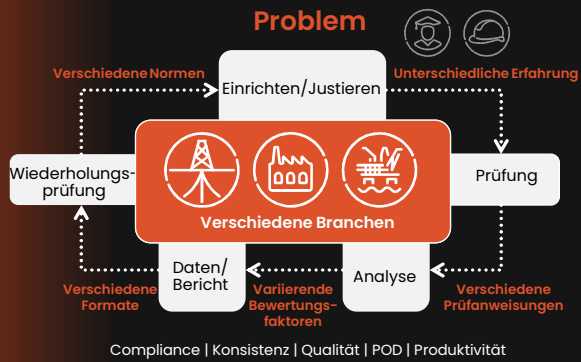 Problem
Verschiedene Normen
Einrichten/Justieren
Unterschiedliche Erfahrung
Wiederholungs-
prüfung
Prüfung
Verschiedene Branchen
Daten/
Bericht
Analyse
Verschiedene
Formate
Variierende
Bewertungs-
faktoren
Verschiedene
Prüfanweisungen
Compliance | Konsistenz | Qualität | POD | Produktivität